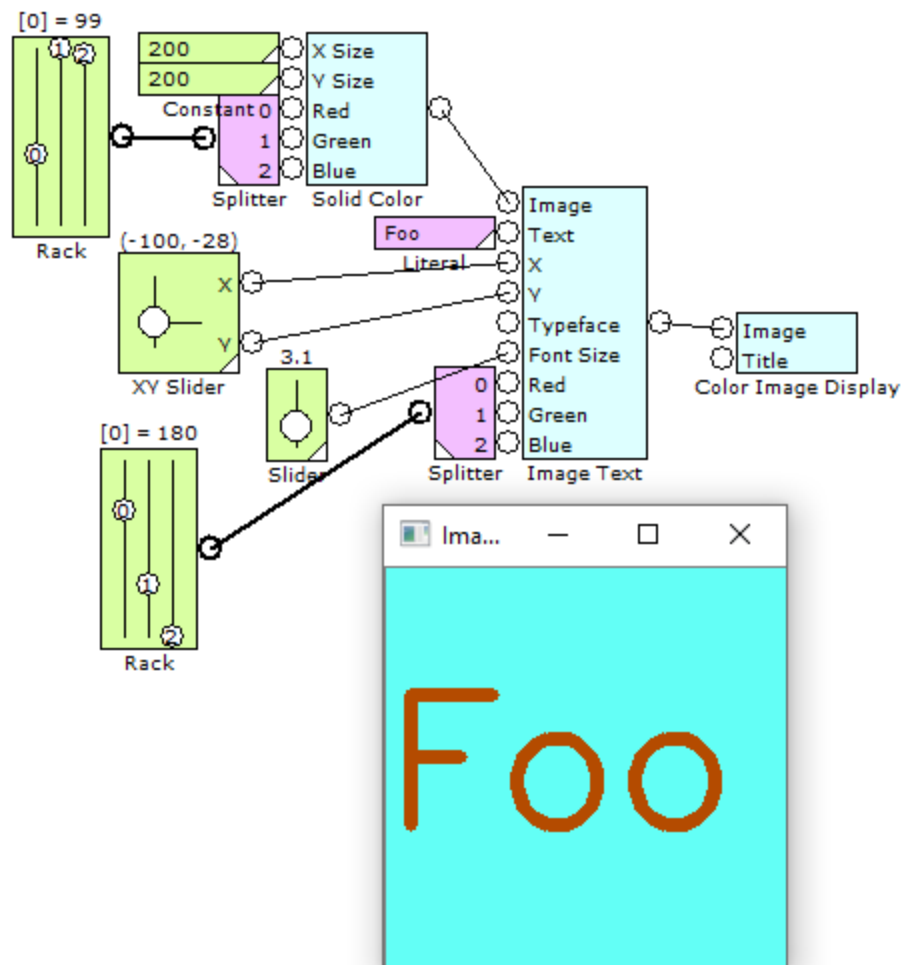 [0] = 99
0
1
2
Rack
200
200
Constant
0
1
2
Splitter
X Size
Y Size
Red
Green
Blue
Solid Color
(-100, -28)
X
Y
XY Slider
Foo
Literal
3.1
Slider
0
1
2
Splitter
Image
Text
X
Y
Typeface
Font Size
Red
Green
Blue
Image Text
Image
Title
Color Image Display
[0] = 180
0
1
2
Rack
Ima...
Foo